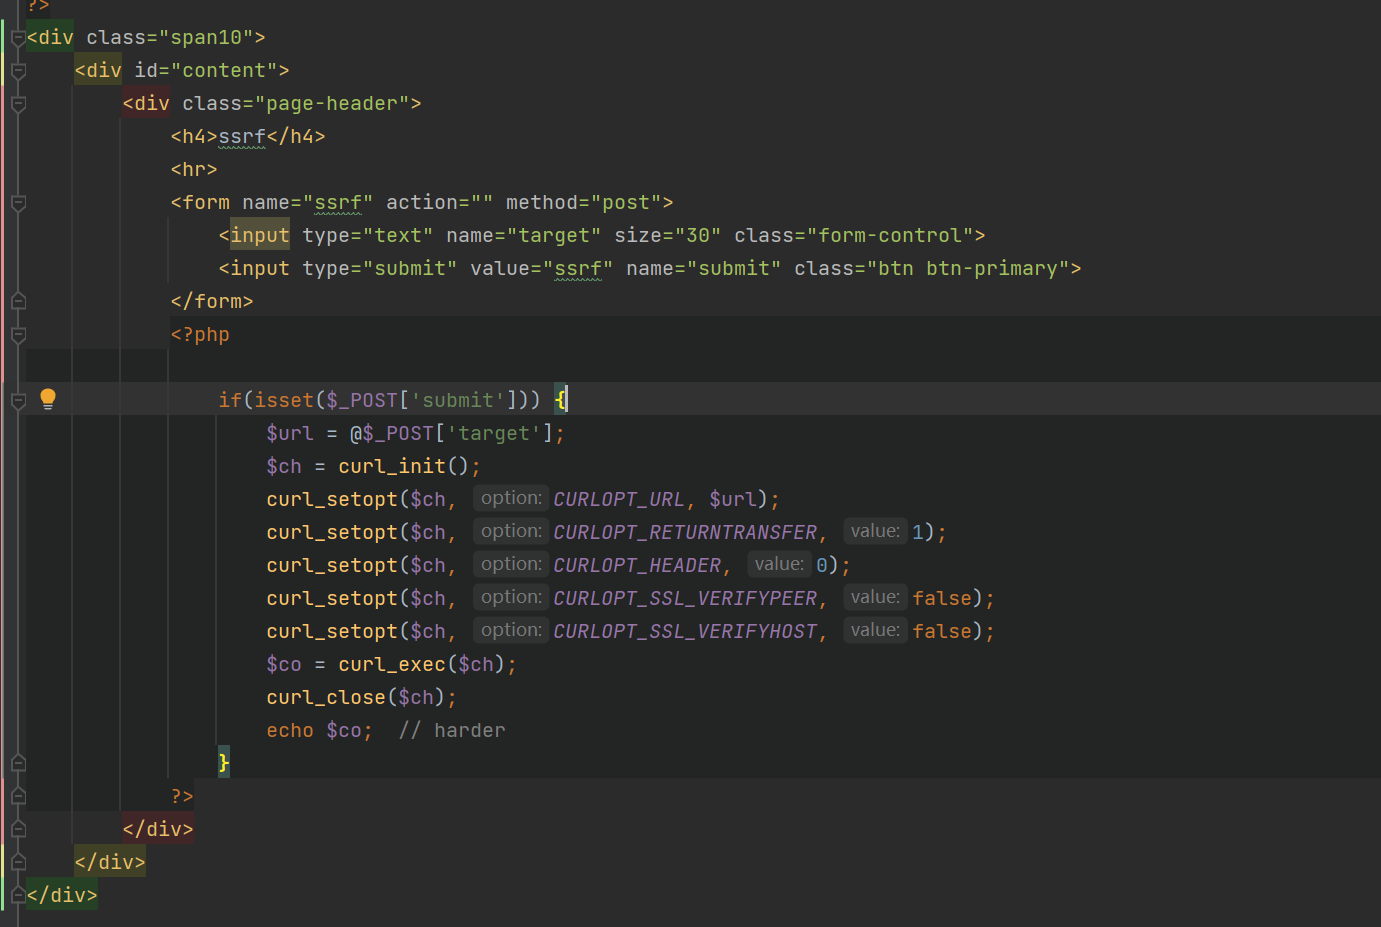 ?>
<div class="span10">
<div id="content">
<div class="page-header">
<h4>ssrf</h4>
<hr>
<form name="ssrf" action="" method="post">
<input type="text" name="target" size="30" class="form-control">
<input type="submit" value="ssrf" name="submit" class="btn btn-primary">
</form>
<?php
if(isset($_POST['submit'])) {
$url = @$_POST['target'];
$ch = curl_init();
curl_setopt($ch, option: CURLOPT_URL, $url);
curl_setopt($ch, option: CURLOPT_RETURNTRANSFER, value: 1);
curl_setopt($ch, option: CURLOPT_HEADER, value: 0);
curl_setopt($ch, option: CURLOPT_SSL_VERIFYPEER, value: false);
curl_setopt($ch, option: CURLOPT_SSL_VERIFYHOST, value: false);
$co = curl_exec($ch);
curl_close($ch);
echo $co;  // harder
}
?>
</div>
</div>
</div>